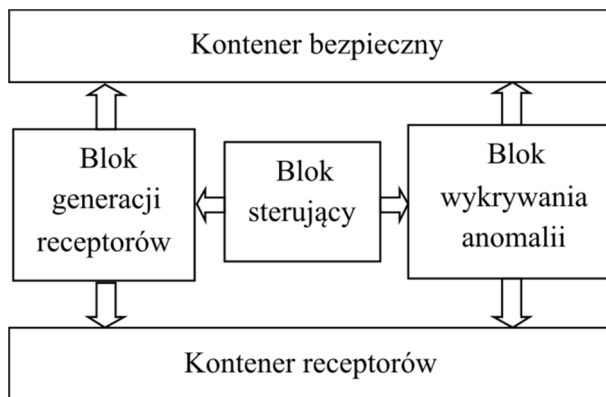 Kontener bezpieczny
Blok
generacji
receptorów
Blok
sterujący
Blok
wykrywania
anomalii
Kontener receptorów